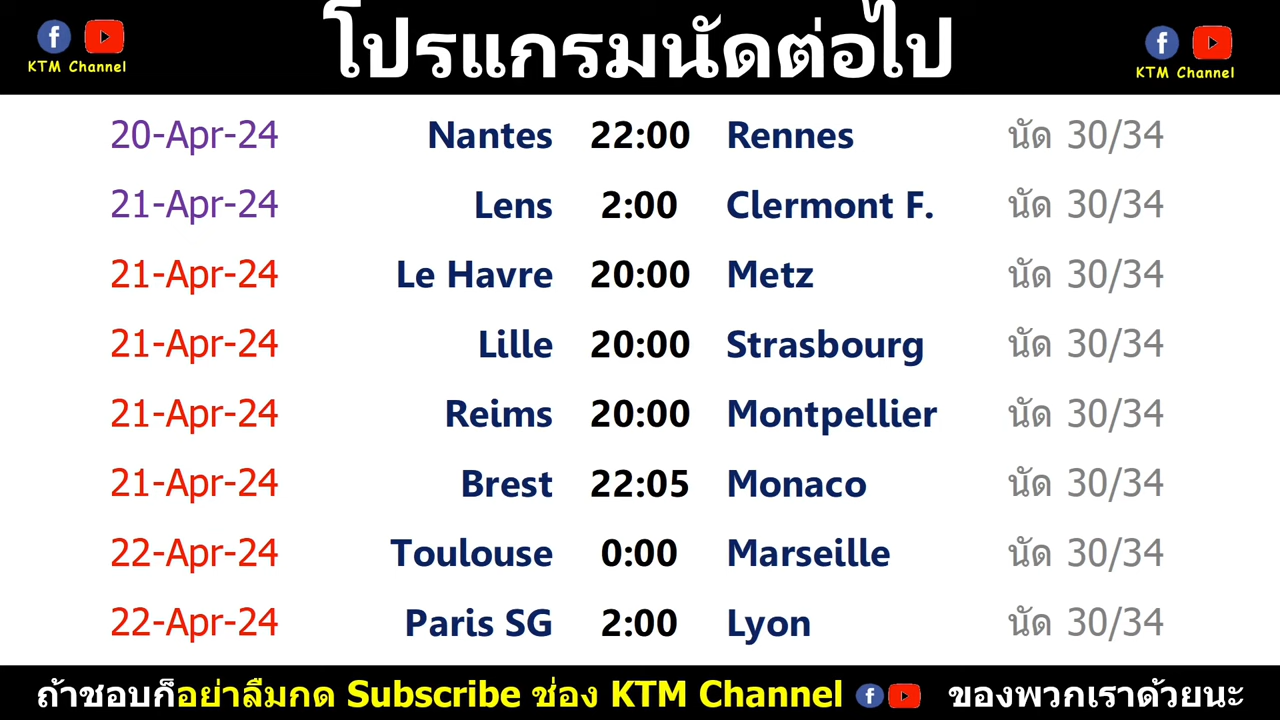 โปรแกรมนัดต่อไป
KTM Channel
KTM Channel
20-Apr-24 Nantes 22:00 Rennes นัด 30/34
21-Apr-24 Lens 2:00 Clermont F. นัด 30/34
21-Apr-24 Le Havre 20:00 Metz นัด 30/34
21-Apr-24 Lille 20:00 Strasbourg นัด 30/34
21-Apr-24 Reims 20:00 Montpellier นัด 30/34
21-Apr-24 Brest 22:05 Monaco นัด 30/34
22-Apr-24 Toulouse 0:00 Marseille นัด 30/34
22-Apr-24 Paris SG 2:00 Lyon นัด 30/34
ถ้าชอบก็อย่าลืมกด Subscribe ช่อง KTM Channel ของพวกเราด้วยนะ